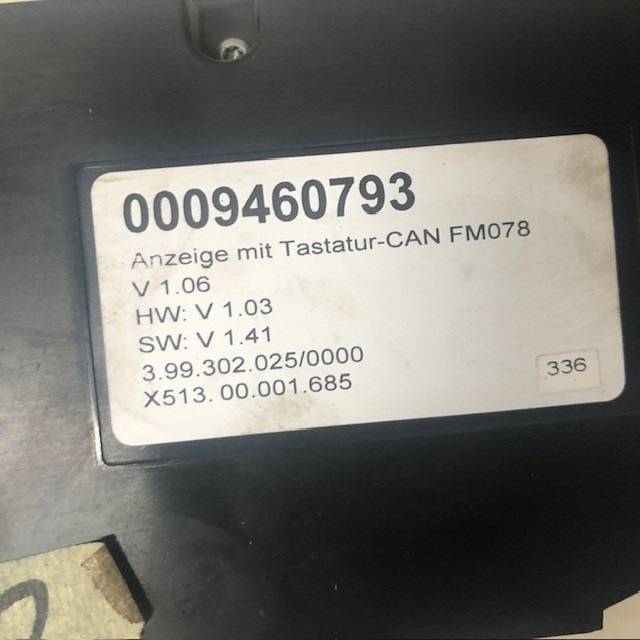 0009460793
Anzeige mit Tastatur-CAN FM078
V 1.06
HW: V 1.03
SW: V 1.41
3.99.302.025/0000
X513. 00.001.685
336